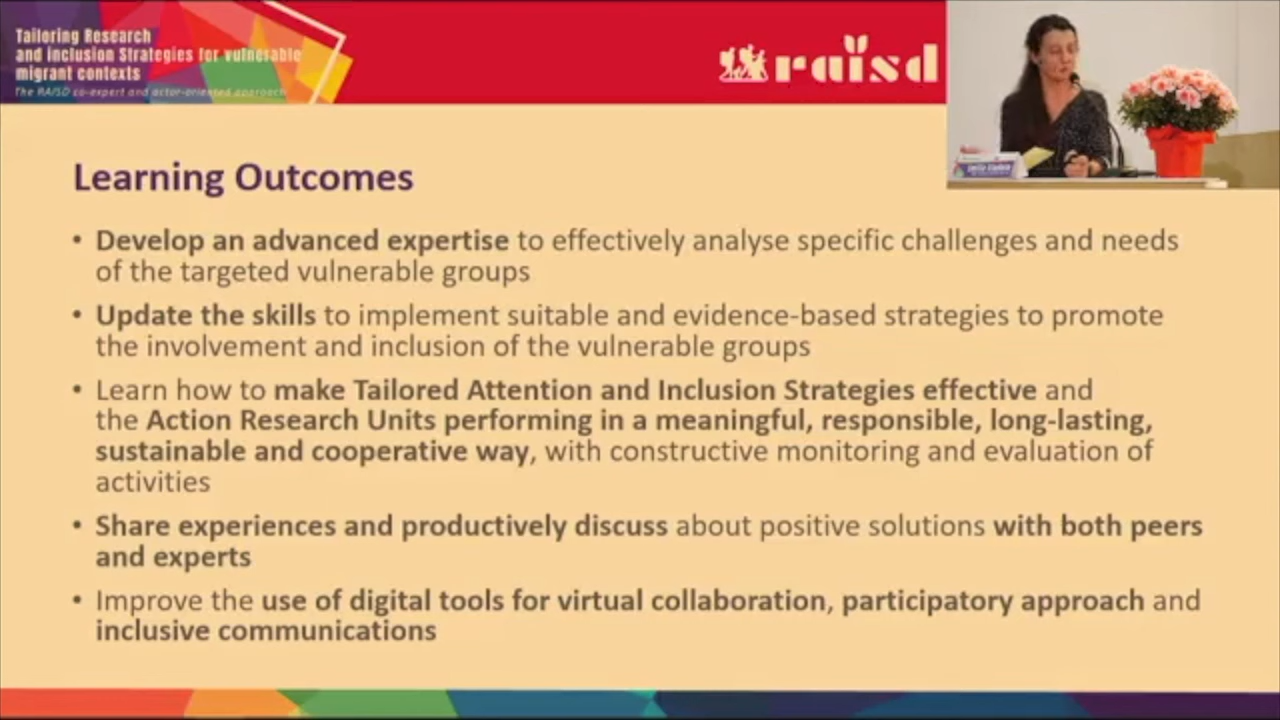 Tailoring Research
and inclusion Strategies for vulnerable
migrant contexts
The RAISD co-expert and actor-oriented approach
raisd
Learning Outcomes
• Develop an advanced expertise to effectively analyse specific challenges and needs
of the targeted vulnerable groups
• Update the skills to implement suitable and evidence-based strategies to promote
the involvement and inclusion of the vulnerable groups
• Learn how to make Tailored Attention and Inclusion Strategies effective and
the Action Research Units performing in a meaningful, responsible, long-lasting,
sustainable and cooperative way, with constructive monitoring and evaluation of
activities
• Share experiences and productively discuss about positive solutions with both peers
and experts
• Improve the use of digital tools for virtual collaboration, participatory approach and
inclusive communications